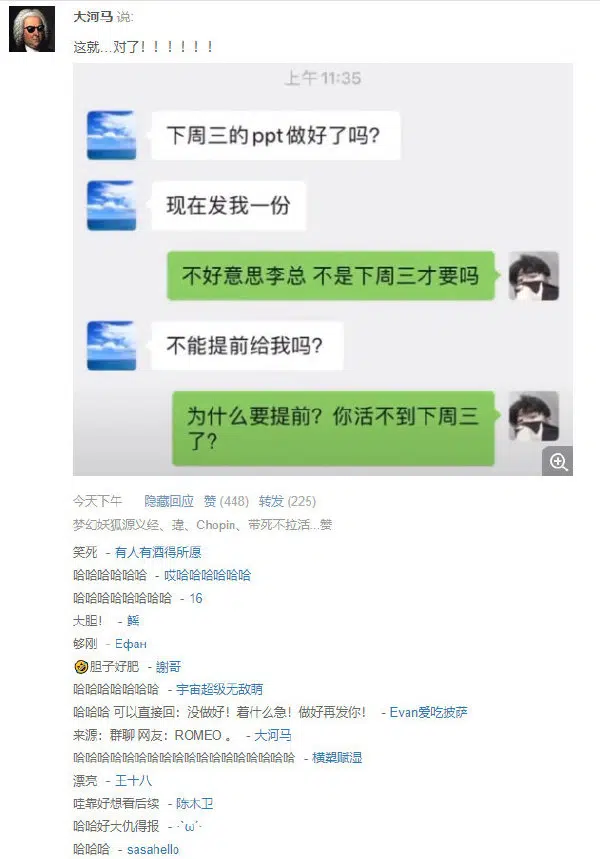 大河马 说:
这就...对了！！！！！！
上午 11:35
下周三的ppt做好了吗？
现在发我一份
不好意思李总 不是下周三才要吗
不能提前给我吗？
为什么要提前？你活不到下周三
了？
今天下午 隐藏回应 赞 (448) 转发 (225)
梦幻妖狐源义经、違、Chopin、带死不拉活...赞
笑死 - 有人有酒得所愿
哈哈哈哈哈哈 - 哎哈哈哈哈哈哈
哈哈哈哈哈哈哈哈 - 16
大胆！ - 鰩
够刚 - Ефан
🤣胆子好肥 - 謝哥
哈哈哈哈哈哈哈 - 宇宙超级无敌萌
哈哈哈 可以直接回：没做好！着什么急！做好再发你！ - Evan爱吃披萨
来源：群聊 网友：ROMEO 。 - 大河马
哈哈哈哈哈哈哈哈哈哈哈哈哈哈哈哈哈哈 - 横槊赋湿
漂亮 - 王十八
哇靠好想看后续 - 陈木卫
哈哈好大仇得报 - ·`ω´·
哈哈哈 - sasahello